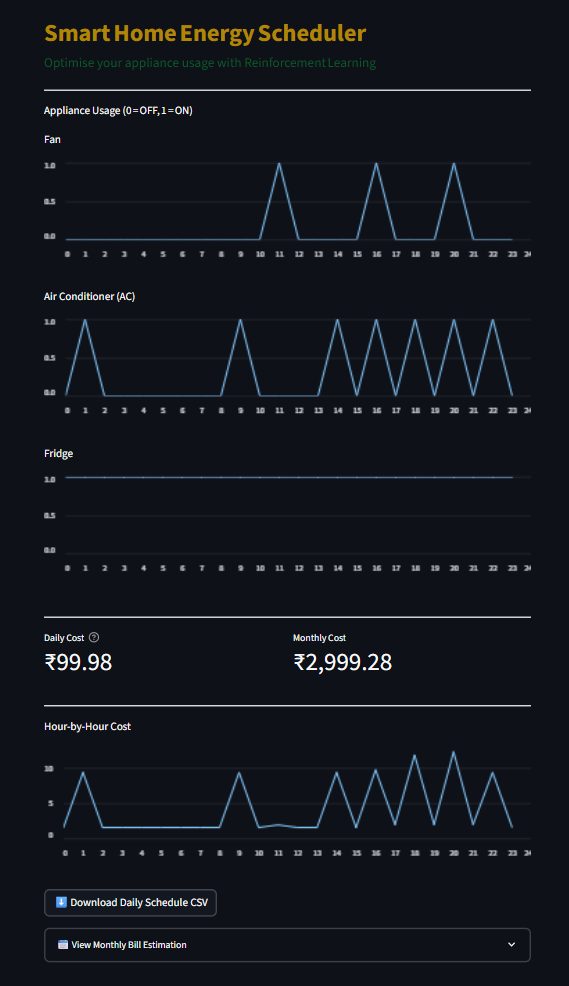 Smart Home Energy Scheduler
Optimise your appliance usage with Reinforcement Learning
Appliance Usage (0 = OFF, 1 = ON)
Fan
1.0
0.5
0.0
0 1 2 3 4 5 6 7 8 9 10 11 12 13 14 15 16 17 18 19 20 21 22 23 24
Air Conditioner (AC)
1.0
0.5
0.0
0 1 2 3 4 5 6 7 8 9 10 11 12 13 14 15 16 17 18 19 20 21 22 23 24
Fridge
1.0
0.5
0.0
0 1 2 3 4 5 6 7 8 9 10 11 12 13 14 15 16 17 18 19 20 21 22 23 24
Daily Cost Monthly Cost
₹99.98 ₹2,999.28
Hour-by-Hour Cost
10
5
0
0 1 2 3 4 5 6 7 8 9 10 11 12 13 14 15 16 17 18 19 20 21 22 23 24
Download Daily Schedule CSV
View Monthly Bill Estimation